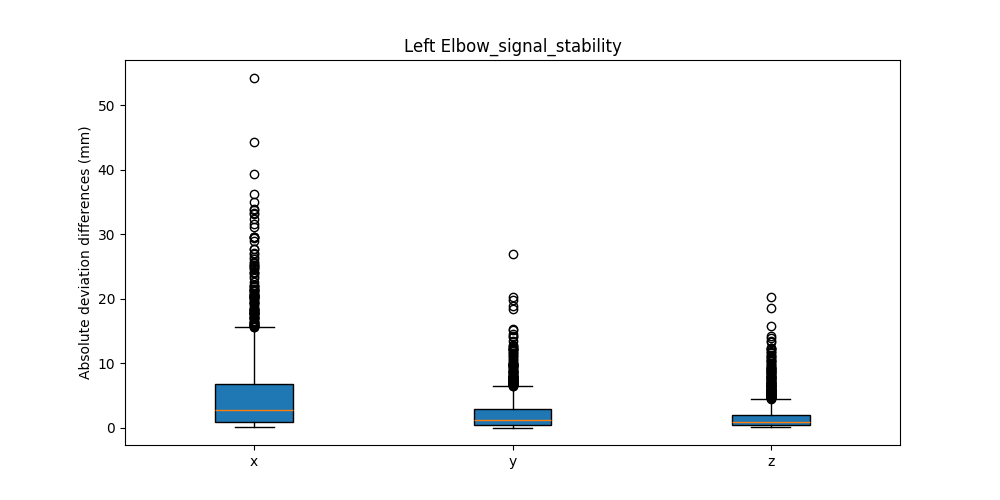 Left Elbow_signal_stability
Absolute deviation differences (mm)
50
40
30
20
10
0
x y z